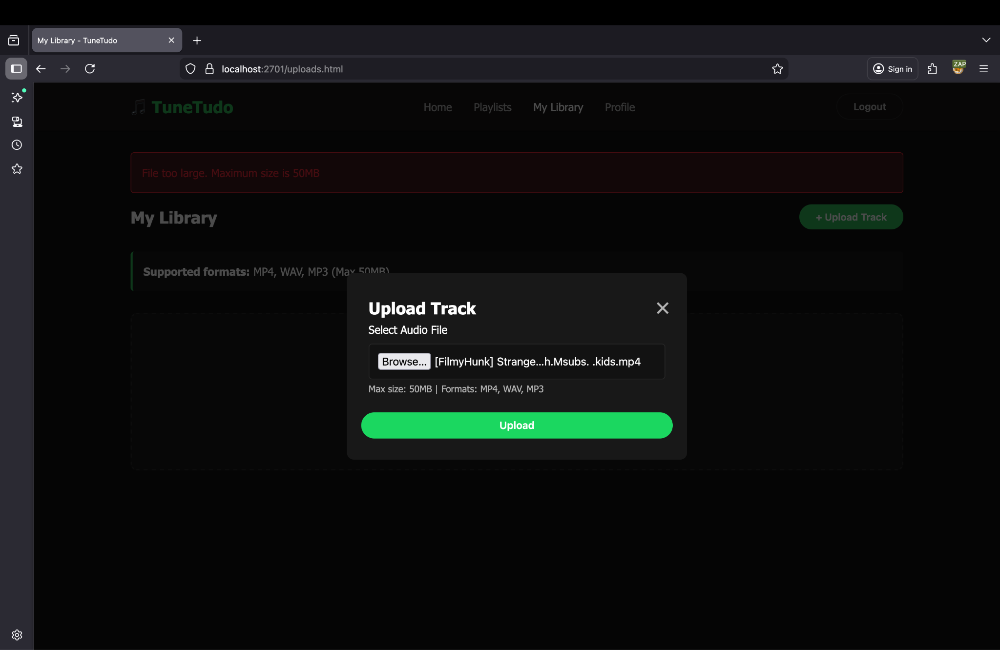 My Library - TuneTudo
localhost:2701/uploads.html
Sign in
ZAP
TuneTudo
Home
Playlists
My Library
Profile
Logout
File too large. Maximum size is 50MB
My Library
+ Upload Track
Supported formats: MP4, WAV, MP3 (Max 50MB)
Upload Track
Select Audio File
Browse... [FilmyHunk] Strange...h.Msubs. .kids.mp4
Max size: 50MB | Formats: MP4, WAV, MP3
Upload